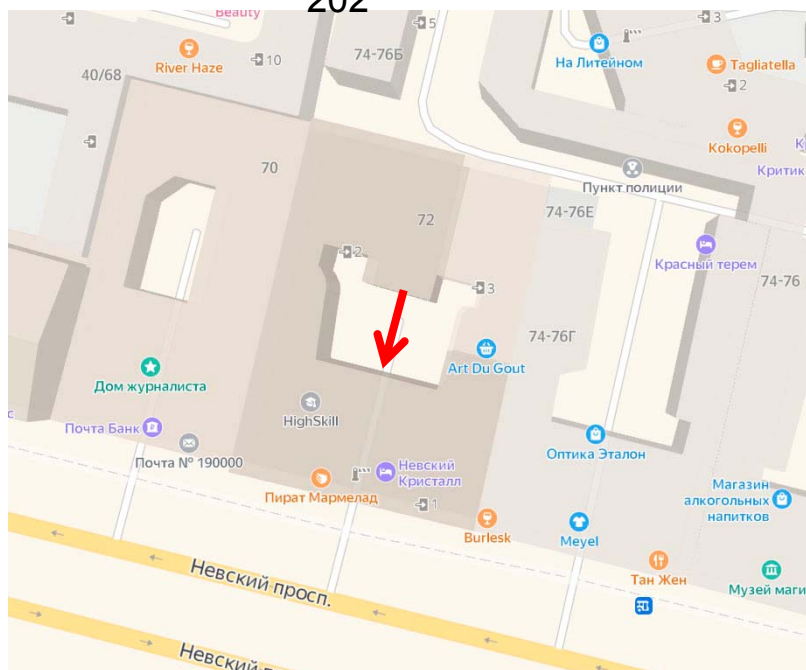 202
Beauty
5
3
River Haze
10
74-76Б
На Литейном
Tagliatella
40/68
2
Kokopelli
К
Критик
70
Пункт полиции
72
74-76Е
2
Красный терем
3
74-76
74-76Г
Art Du Gout
Дом журналиста
с
HighSkill
Почта Банк
Оптика Эталон
Почта № 190000
Невский
Кристалл
Пират Мармелад
1
Магазин
алкогольных
напитков
Burlesk
Meyel
Невский просп.
Тан Жен
Музей маги
Невский п